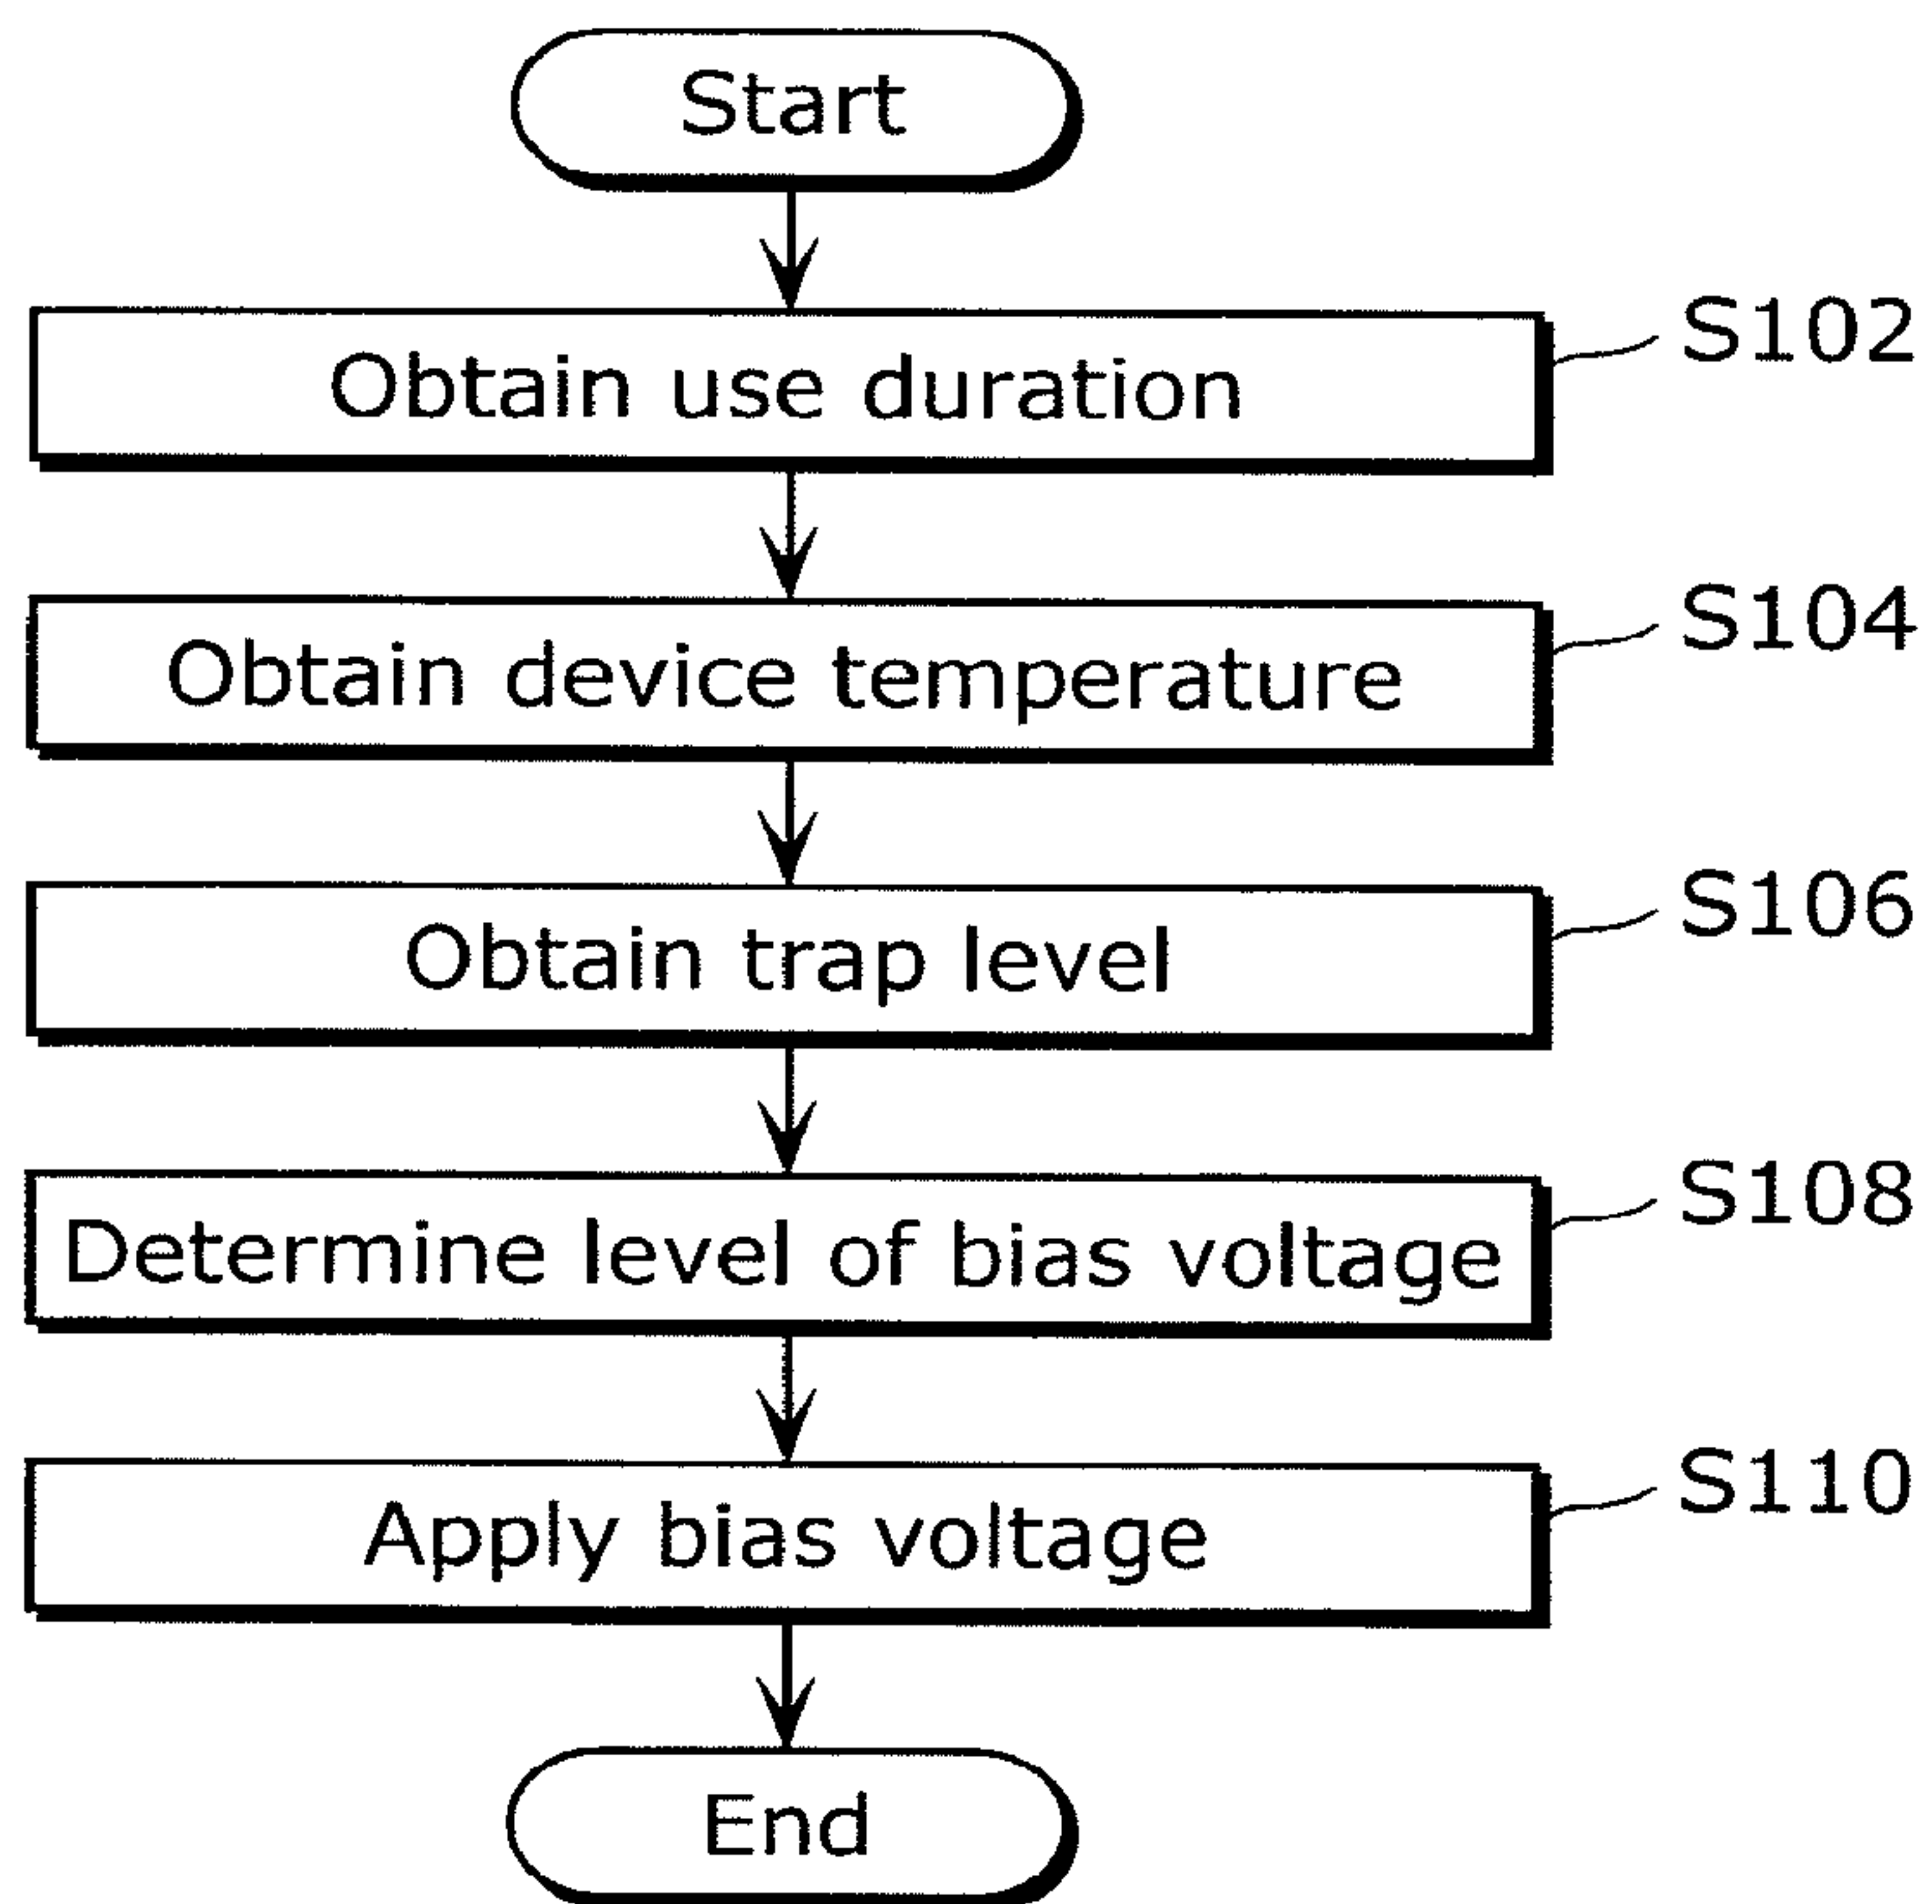 Start
Obtain use duration
S102
Obtain device temperature
S104
Obtain trap level
S106
Determine level of bias voltage
S108
Apply bias voltage
S110
End